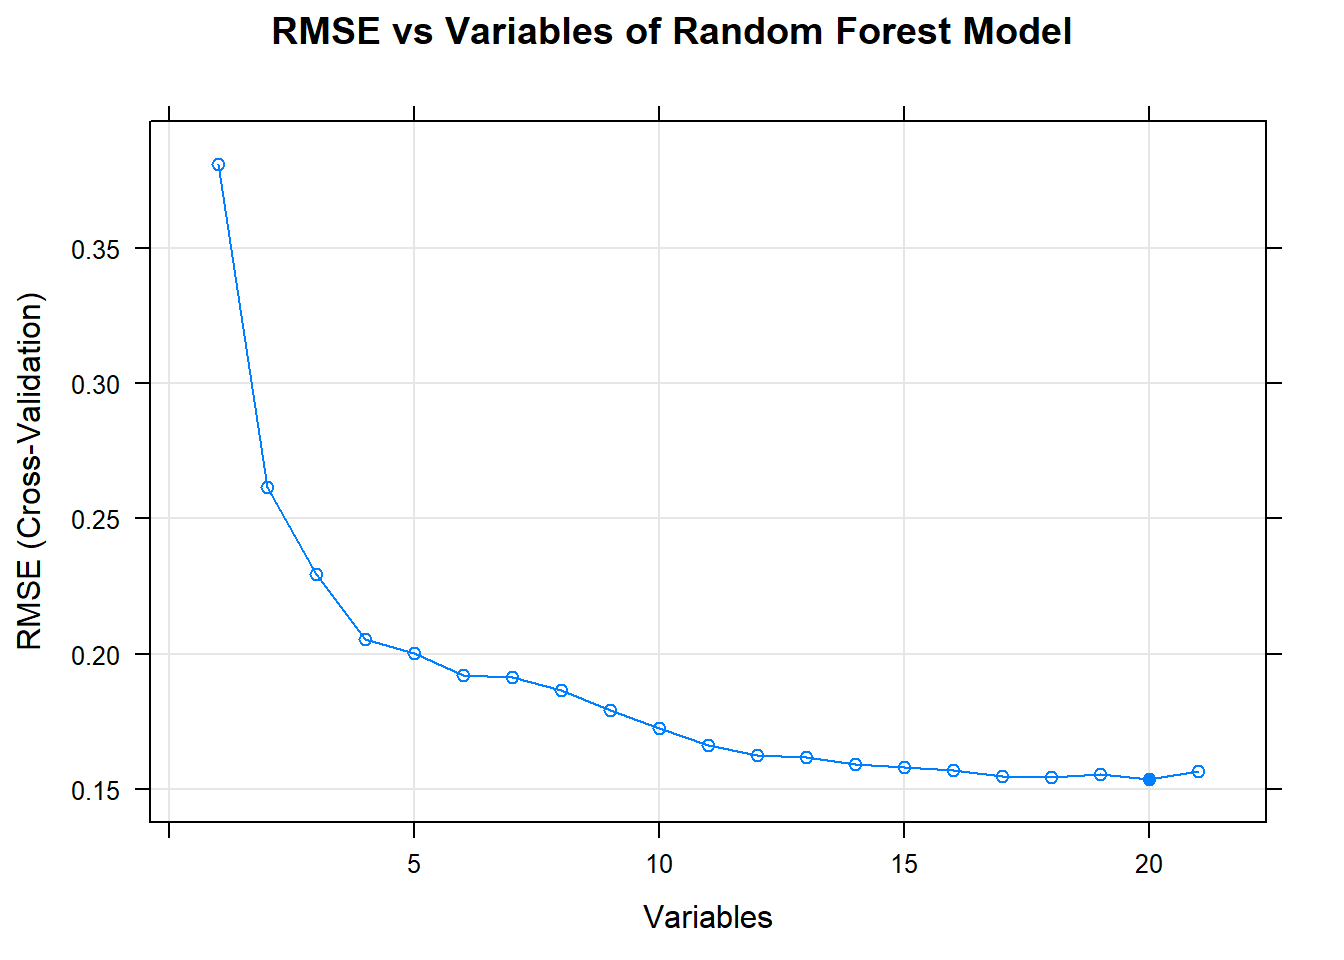 RMSE vs Variables of Random Forest Model
RMSE (Cross-Validation)
0.35
0.30
0.25
0.20
0.15
5 10 15 20
Variables